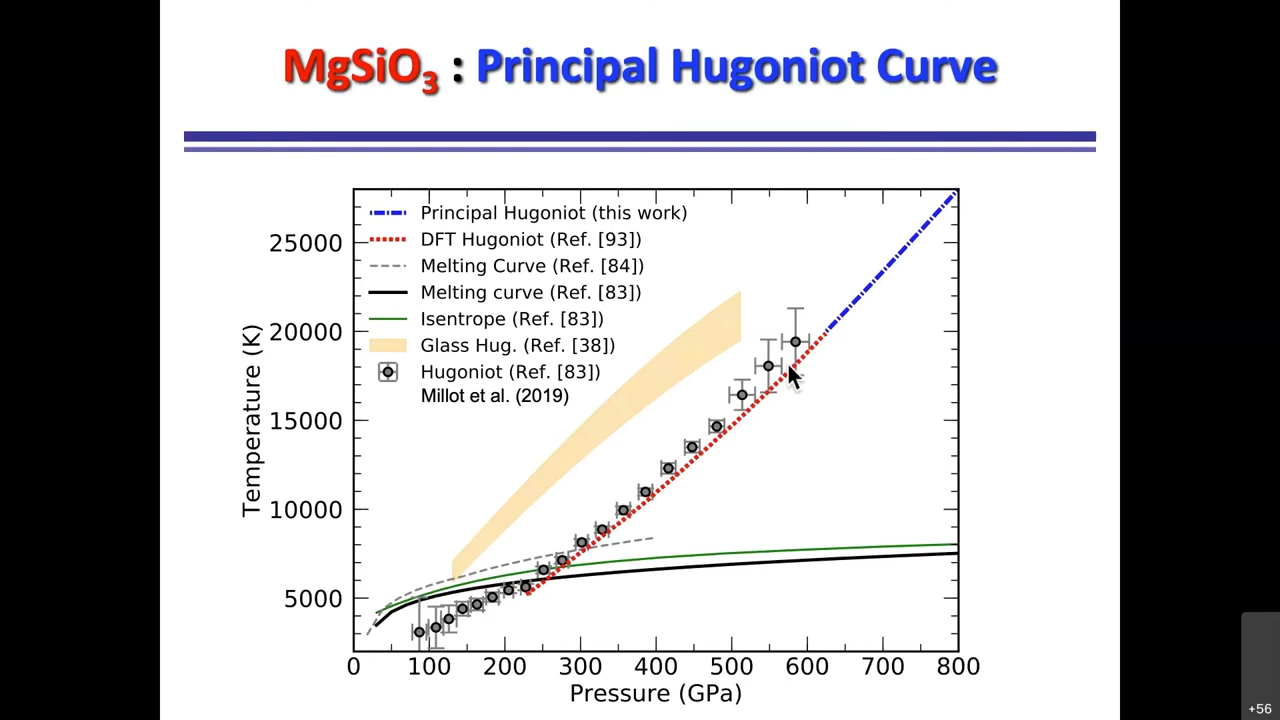 MgSiO3 : Principal Hugoniot Curve
Principal Hugoniot (this work)
DFT Hugoniot (Ref. [93])
Melting Curve (Ref. [84])
Melting curve (Ref. [83])
Isentrope (Ref. [83])
Glass Hug. (Ref. [38])
Hugoniot (Ref. [83])
Millot et al. (2019)
Temperature (K)
25000
20000
15000
10000
5000
0 100 200 300 400 500 600 700 800
Pressure (GPa)
+56